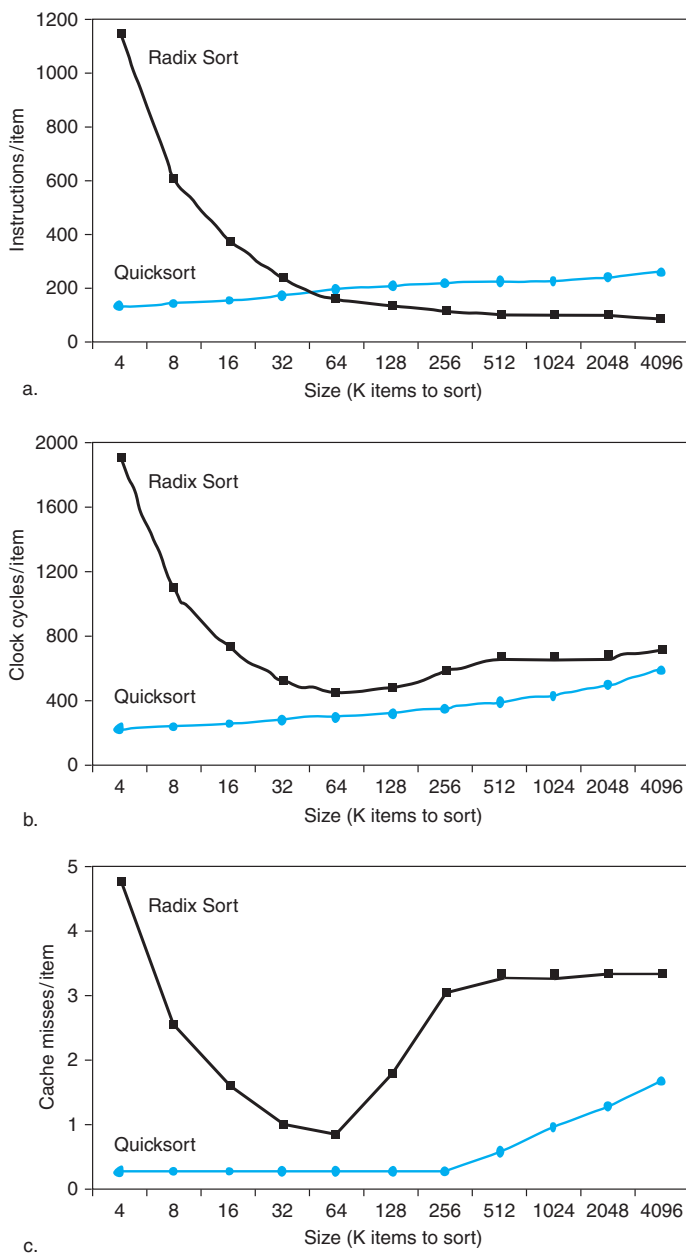 1200
1000
800
600
400
200
0
Instructions/item
Radix Sort
Quicksort
4 8 16 32 64 128 256 512 1024 2048 4096
Size (K items to sort)
a.
2000
1600
1200
800
400
0
Clock cycles/item
Radix Sort
Quicksort
4 8 16 32 64 128 256 512 1024 2048 4096
Size (K items to sort)
b.
5
4
3
2
1
0
Cache misses/item
Radix Sort
Quicksort
4 8 16 32 64 128 256 512 1024 2048 4096
Size (K items to sort)
c.